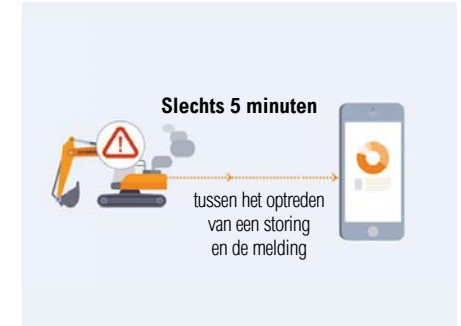 Slechts 5 minuten
tussen het optreden
van een storing
en de melding